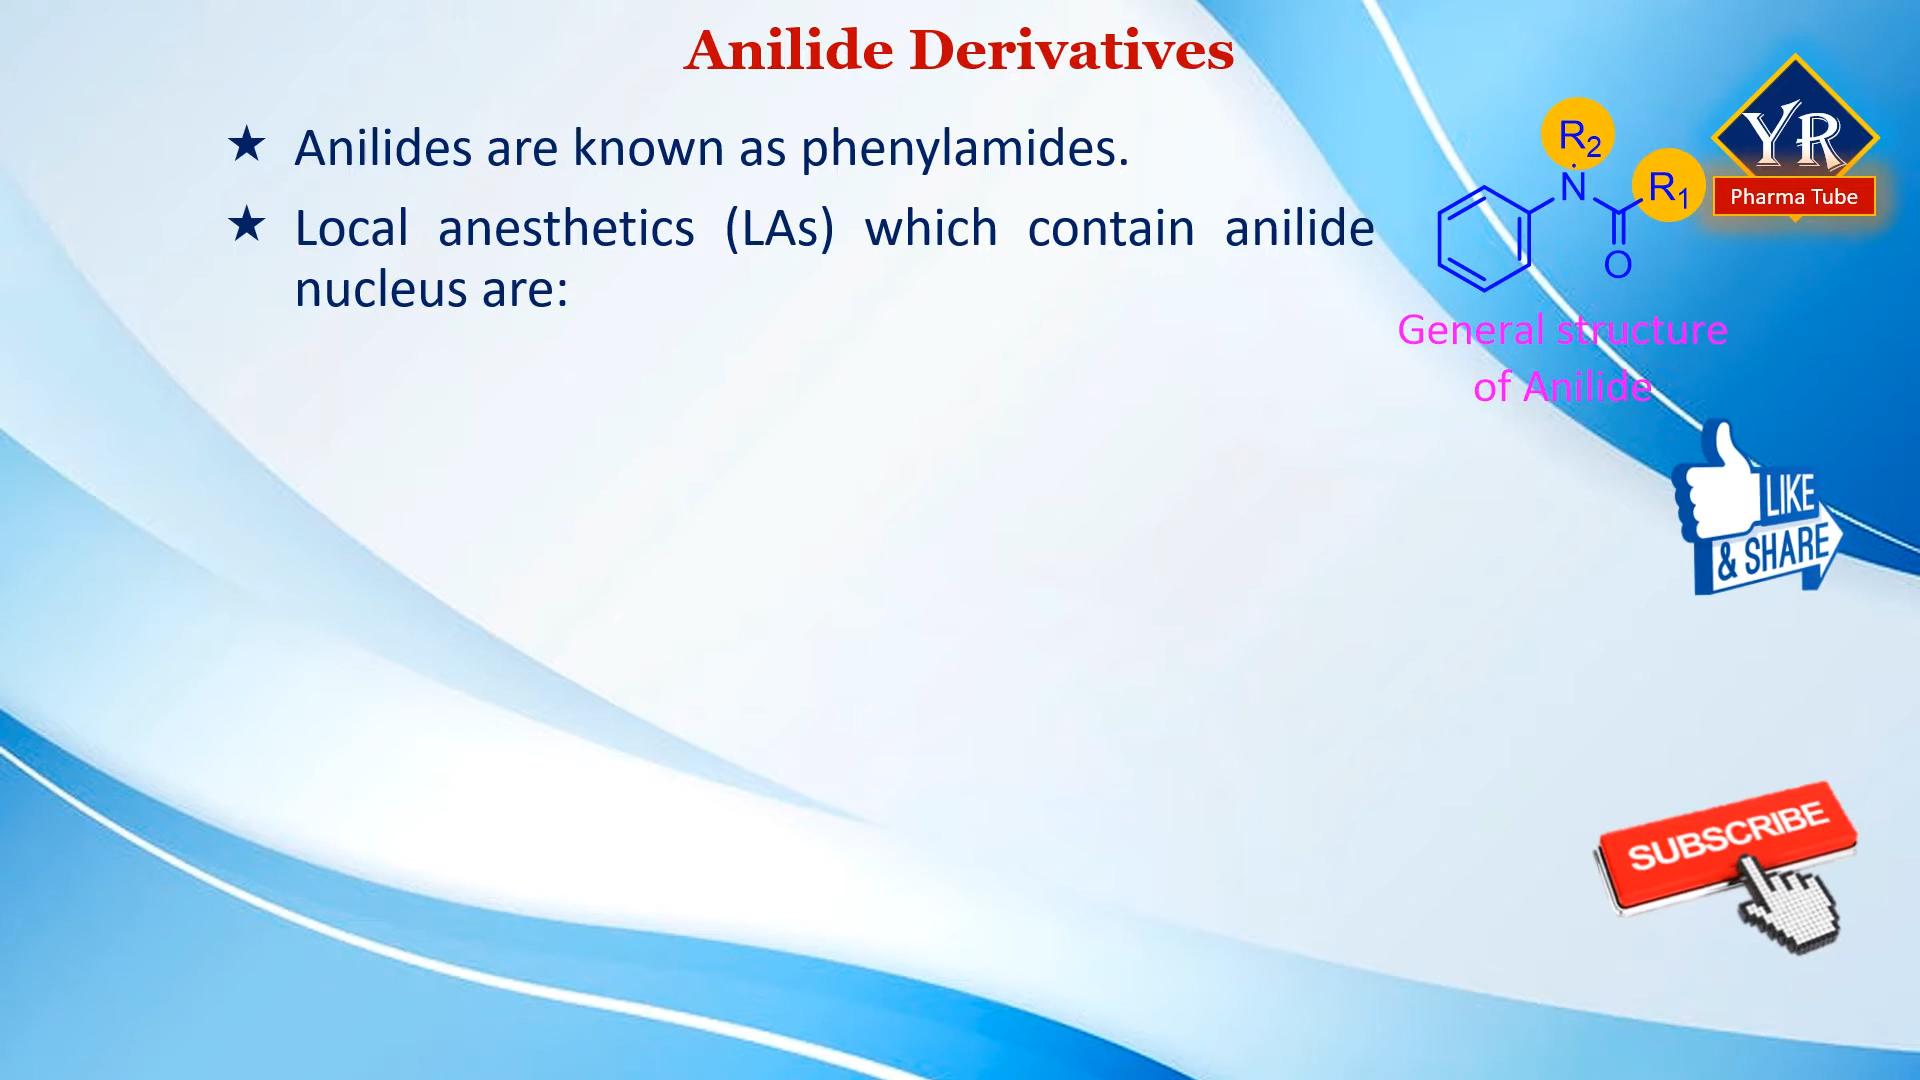 Anilide Derivatives
★ Anilides are known as phenylamides.
★ Local anesthetics (LAs) which contain anilide
nucleus are:
R2
N
R1
O
General structure
of Anilide
YR
Pharma Tube
LIKE
& SHARE
SUBSCRIBE